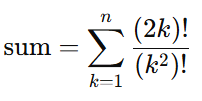 sum = \sum_{k=1}^{n} \frac{(2k)!}{(k^2)!}